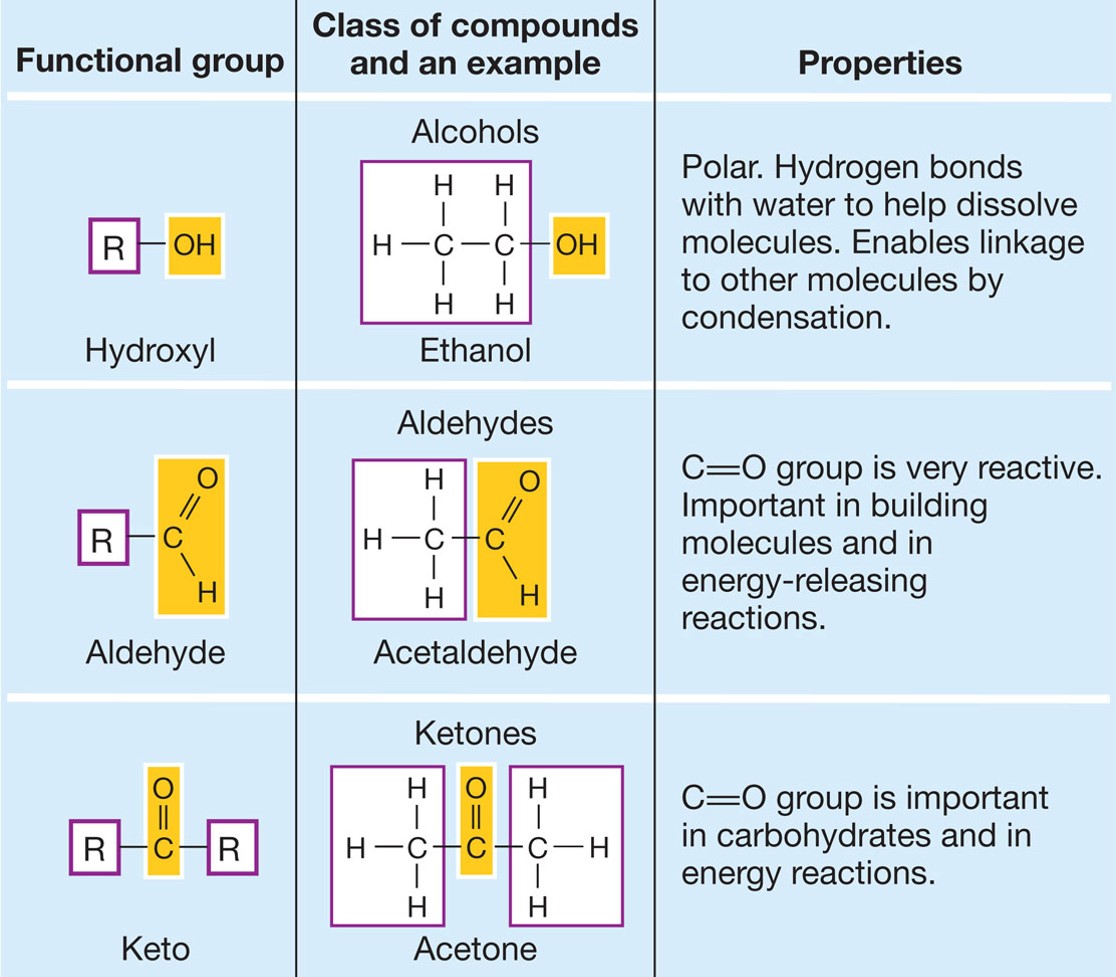 Functional group
Class of compounds
and an example
Properties
R—OH
Hydroxyl
Alcohols
H H
H—C—C—OH
H H
Ethanol
Polar. Hydrogen bonds
with water to help dissolve
molecules. Enables linkage
to other molecules by
condensation.
O
R—C
H
Aldehyde
Aldehydes
H O
H—C—C
H H
Acetaldehyde
C=O group is very reactive.
Important in building
molecules and in
energy-releasing
reactions.
O
R—C—R
Keto
Ketones
H O H
H—C—C—C—H
H H
Acetone
C=O group is important
in carbohydrates and in
energy reactions.